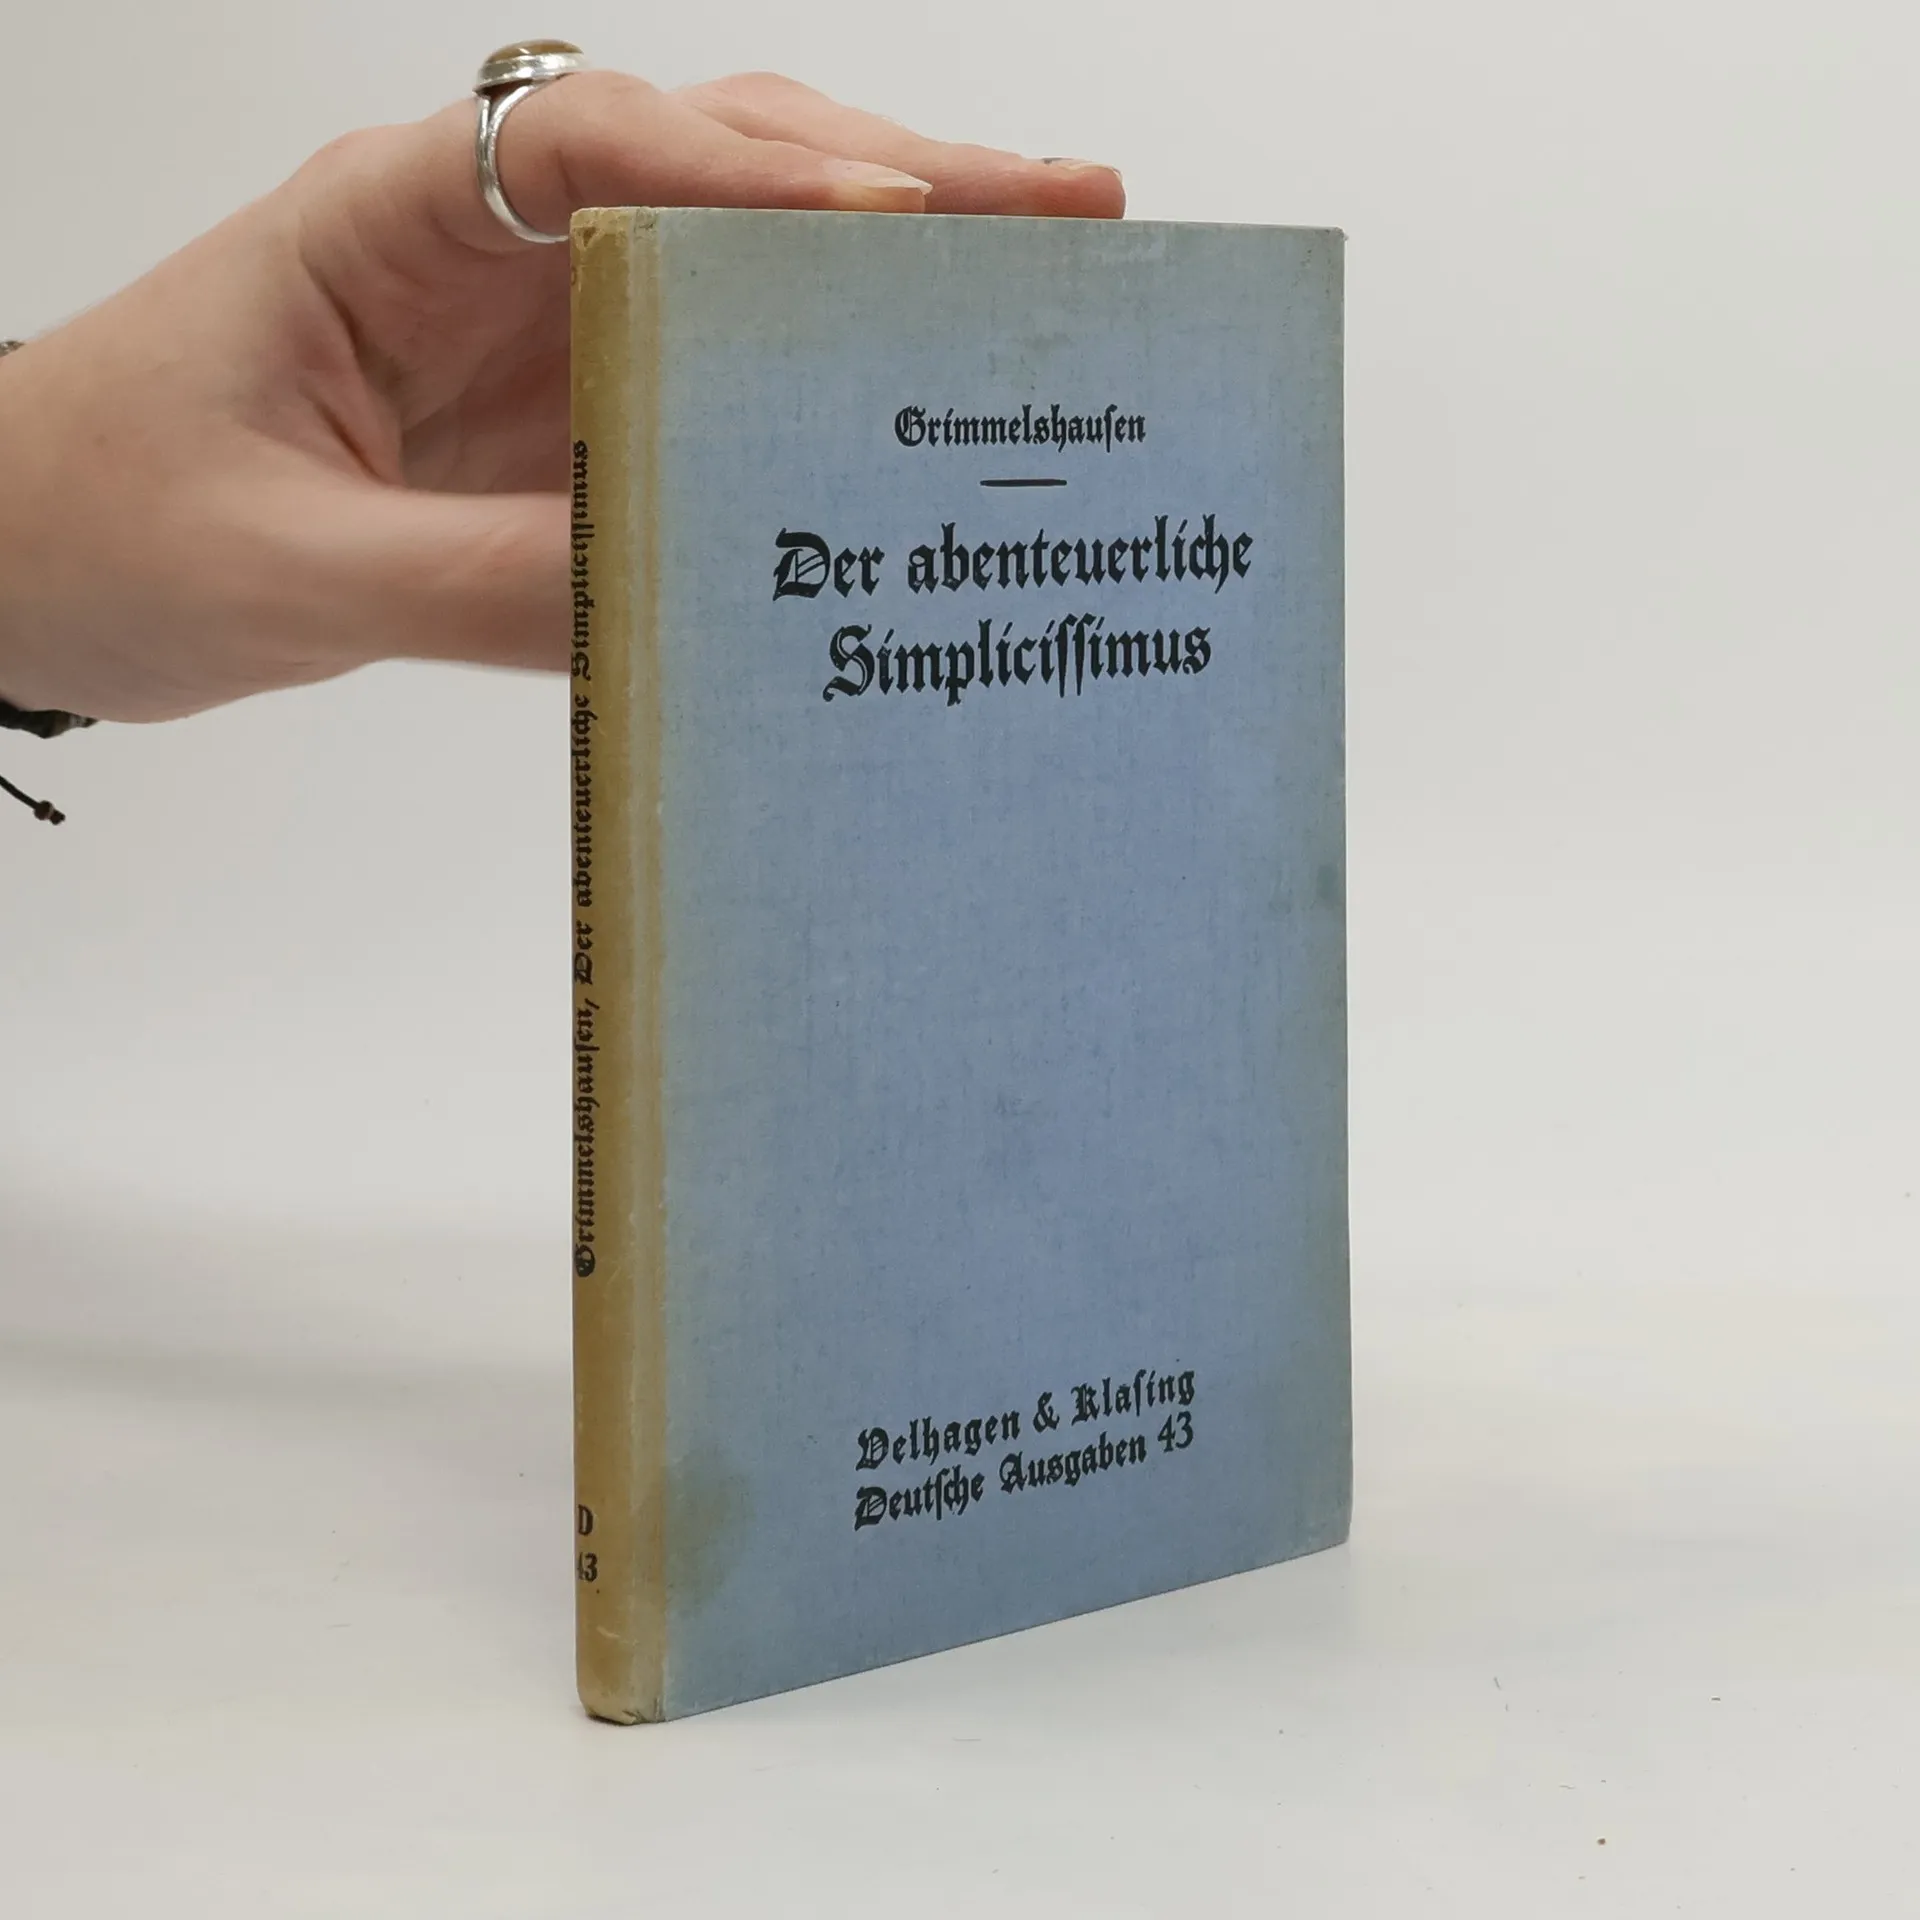 Grimmelshausen
Der abenteuerliche
Simpliciſſimus
Velhagen & Klaſing
Deutſche Ausgaben 43
Grimmelshauſen, Der abenteuerliche Simpliciſſimus
D
43